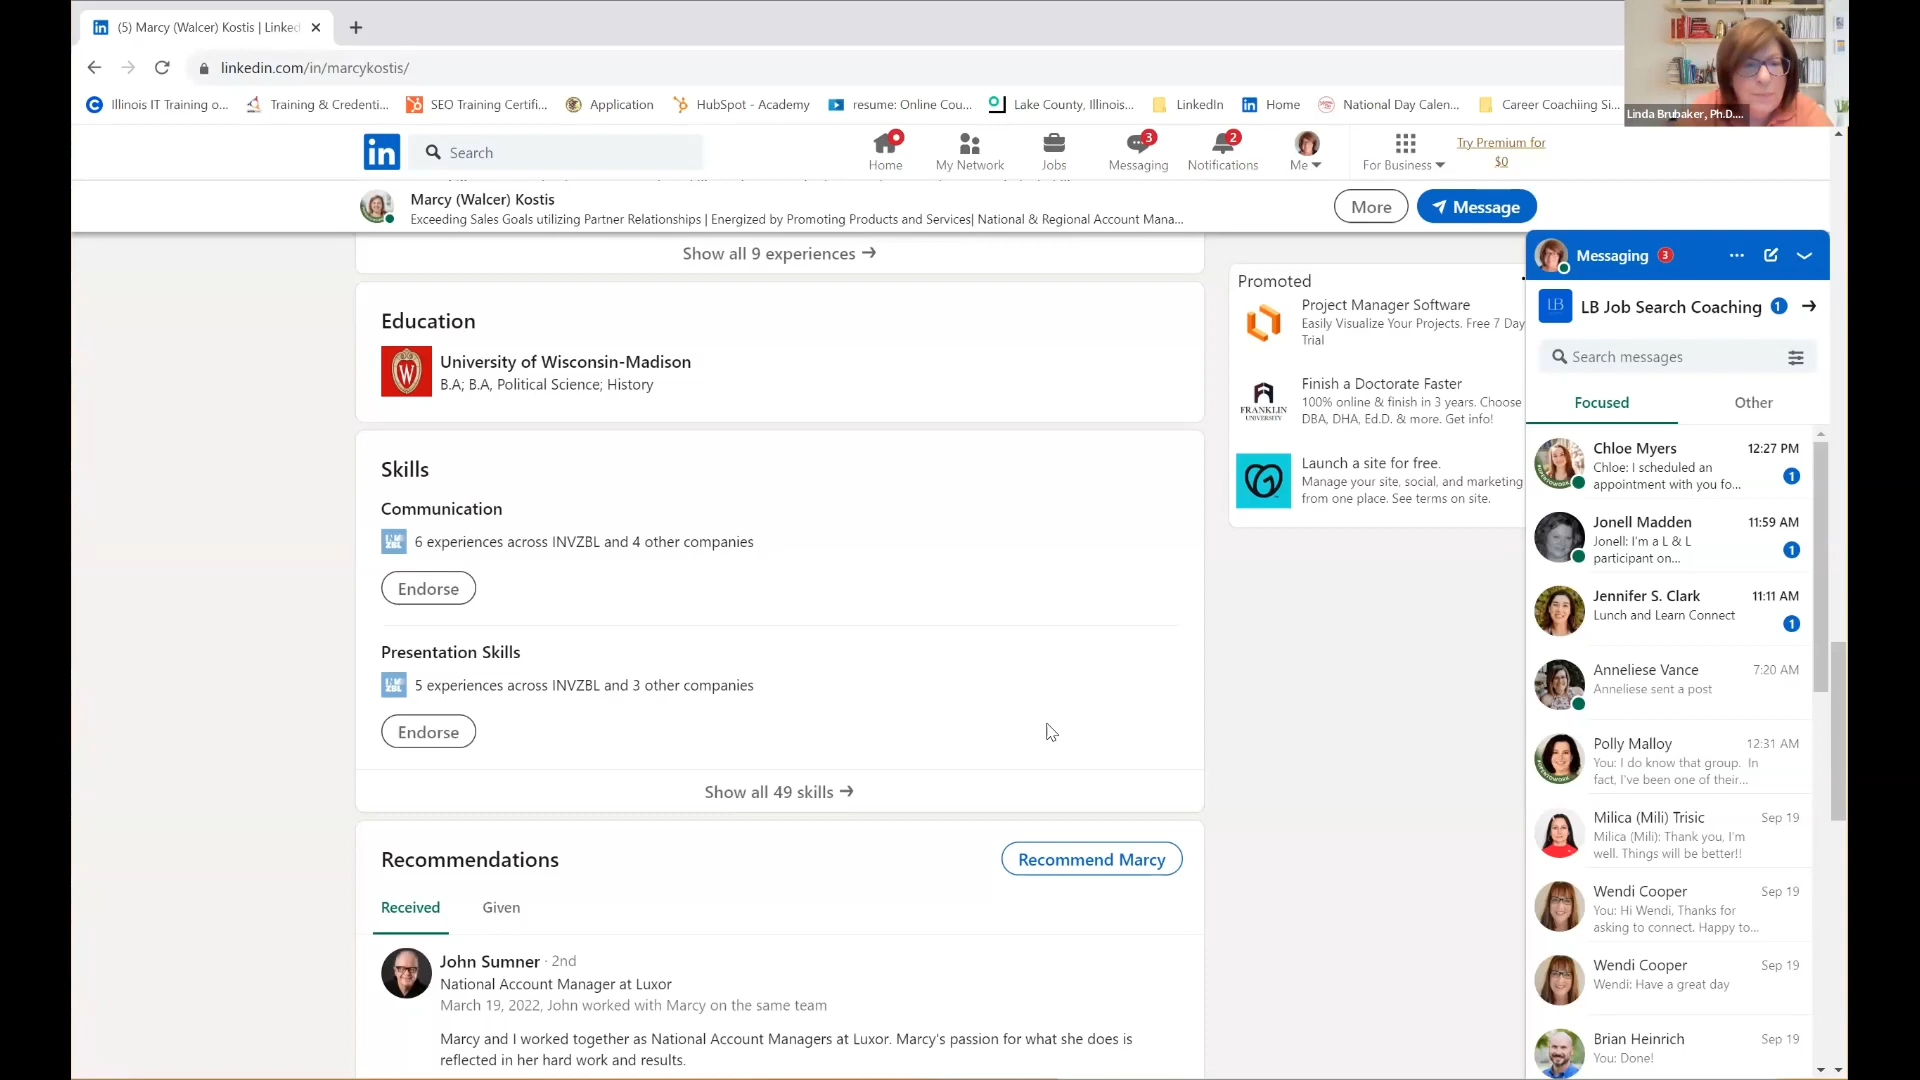 (5) Marcy (Walcer) Kostis | Linked
linkedin.com/in/marcykostis/
Illinois IT Training o...
Training & Credenti...
SEO Training Certifi...
Application
HubSpot - Academy
resume: Online Cou...
Lake County, Illinois...
LinkedIn
Home
National Day Calen...
Career Coachiing Si...
Linda Brubaker, Ph.D....
in
Search
Home
My Network
3
Jobs
Messaging
2
Notifications
Me
For Business
Try Premium for
$0
Marcy (Walcer) Kostis
Exceeding Sales Goals utilizing Partner Relationships | Energized by Promoting Products and Services| National & Regional Account Mana...
More
Message
Show all 9 experiences →
Education
University of Wisconsin-Madison
B.A; B.A, Political Science; History
Skills
Communication
6 experiences across INVZBL and 4 other companies
Endorse
Presentation Skills
5 experiences across INVZBL and 3 other companies
Endorse
Show all 49 skills →
Recommendations
Recommend Marcy
Received
Given
John Sumner · 2nd
National Account Manager at Luxor
March 19, 2022, John worked with Marcy on the same team
Marcy and I worked together as National Account Managers at Luxor. Marcy's passion for what she does is
reflected in her hard work and results.
Promoted
Project Manager Software
Easily Visualize Your Projects. Free 7 Day
Trial
Finish a Doctorate Faster
100% online & finish in 3 years. Choose
DBA, DHA, Ed.D. & more. Get info!
FRANKLIN
UNIVERSITY
Launch a site for free.
Manage your site, social, and marketing
from one place. See terms on site.
Messaging 3
LB
LB Job Search Coaching 1 →
Search messages
Focused
Other
Chloe Myers 12:27 PM
Chloe: I scheduled an
appointment with you fo... 1
Jonell Madden 11:59 AM
Jonell: I'm a L & L
participant on... 1
Jennifer S. Clark 11:11 AM
Lunch and Learn Connect 1
Anneliese Vance 7:20 AM
Anneliese sent a post
Polly Malloy 12:31 AM
You: I do know that group. In
fact, I've been one of their...
Milica (Mili) Trisic Sep 19
Milica (Mili): Thank you, I'm
well. Things will be better!!
Wendi Cooper Sep 19
You: Hi Wendi, Thanks for
asking to connect. Happy to...
Wendi Cooper Sep 19
Wendi: Have a great day
Brian Heinrich Sep 19
You: Done!